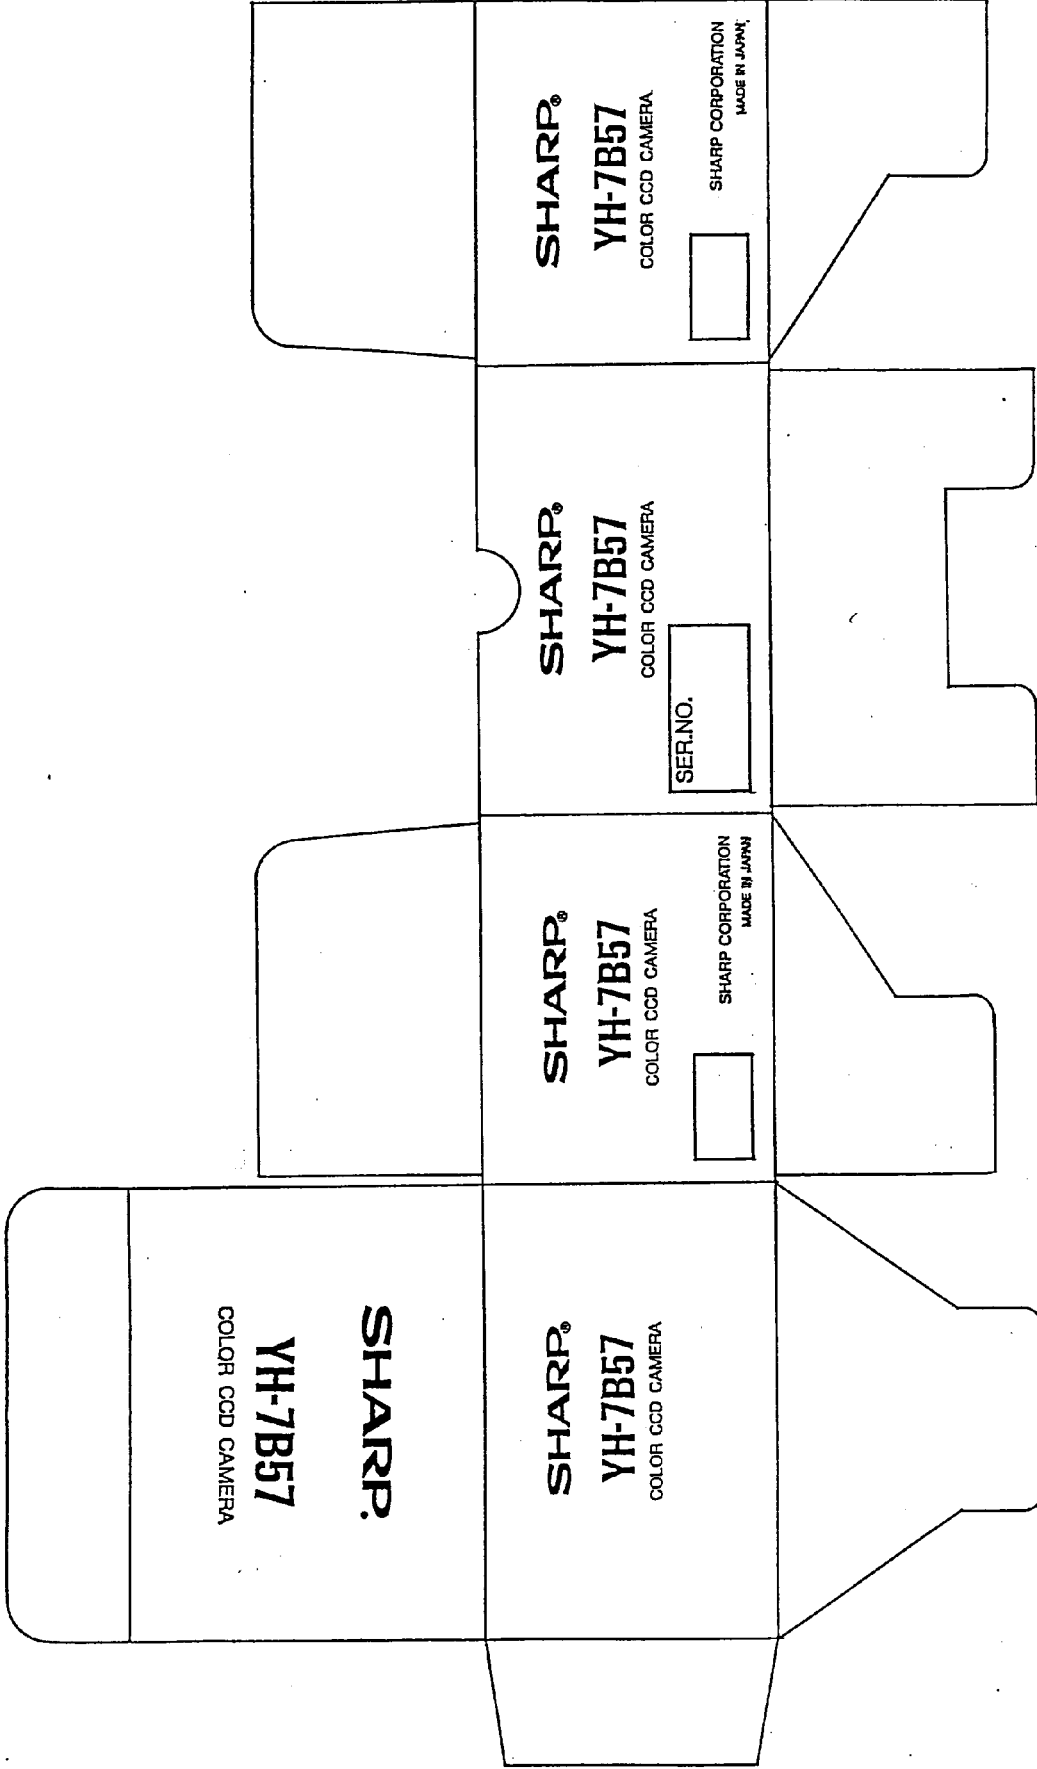 SHARP®
YH-7B57
COLOR CCD CAMERA
SHARP CORPORATION
MADE IN JAPAN
SHARP®
YH-7B57
COLOR CCD CAMERA
SER.NO.
SHARP®
YH-7B57
COLOR CCD CAMERA
SHARP CORPORATION
MADE IN JAPAN
SHARP®
YH-7B57
COLOR CCD CAMERA
SHARP.
YH-7B57
COLOR CCD CAMERA